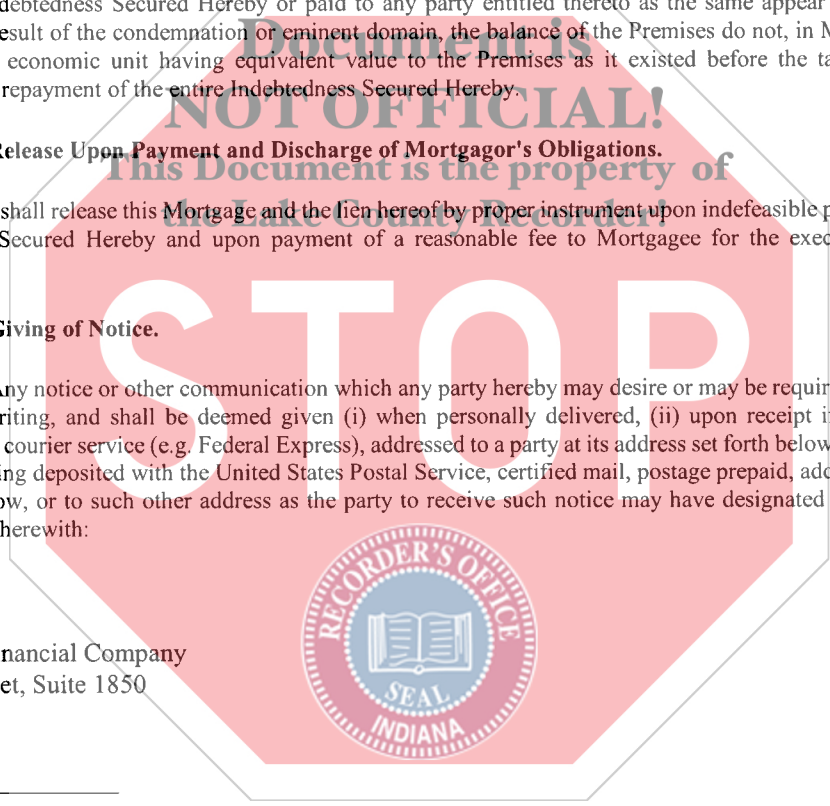 Indebtedness Secured Hereby or paid to any party entitled thereto as the same appear
esult of the condemnation or eminent domain, the balance of the Premises do not, in M
economic unit having equivalent value to the Premises as it existed before the ta
repayment of the entire Indebtedness Secured Hereby.
Document is
NOT OFFICIAL!
This Document is the property of
the Lake County Recorder!
Release Upon Payment and Discharge of Mortgagor's Obligations.
shall release this Mortgage and the lien hereof by proper instrument upon indefeasible p
Secured Hereby and upon payment of a reasonable fee to Mortgagee for the exec
STOP
Giving of Notice.
Any notice or other communication which any party hereby may desire or may be requir
riting, and shall be deemed given (i) when personally delivered, (ii) upon receipt i
courier service (e.g. Federal Express), addressed to a party at its address set forth below
ing deposited with the United States Postal Service, certified mail, postage prepaid, add
ow, or to such other address as the party to receive such notice may have designated
herewith:
RECORDER'S OFFICE
SEAL
INDIANA
nancial Company
et, Suite 1850